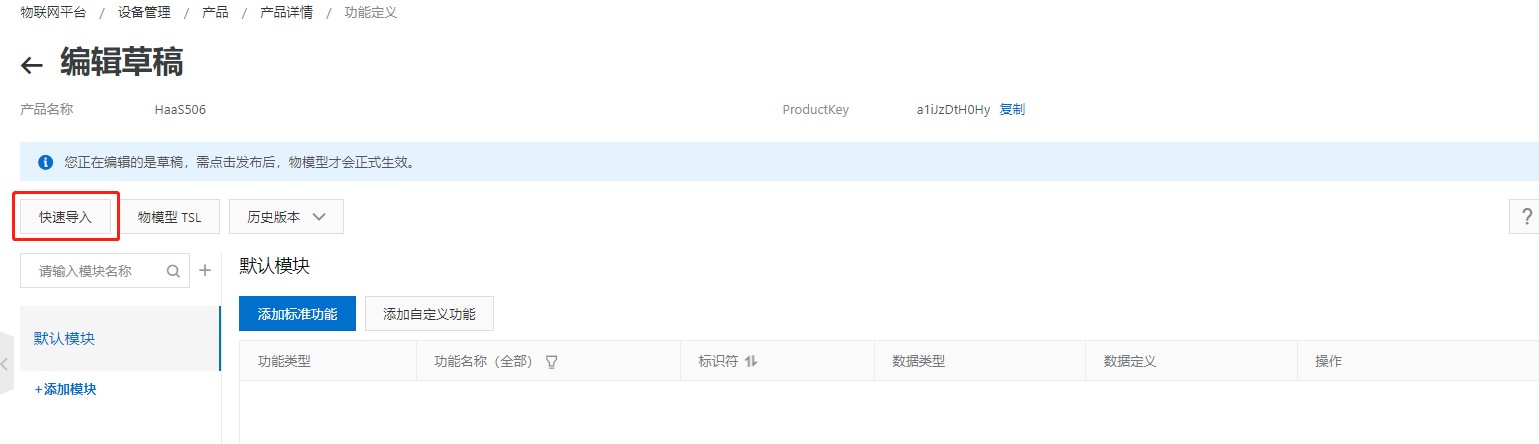 物联网平台 / 设备管理 / 产品 / 产品详情 / 功能定义
编辑草稿
产品名称 HaaS506 ProductKey a1iJzDtH0Hy 复制
您正在编辑的是草稿，需点击发布后，物模型才会正式生效。
快速导入 物模型 TSL 历史版本 ?
请输入模块名称 + 默认模块
添加标准功能 添加自定义功能
默认模块
功能类型 功能名称（全部） 标识符 数据类型 数据定义 操作
+添加模块